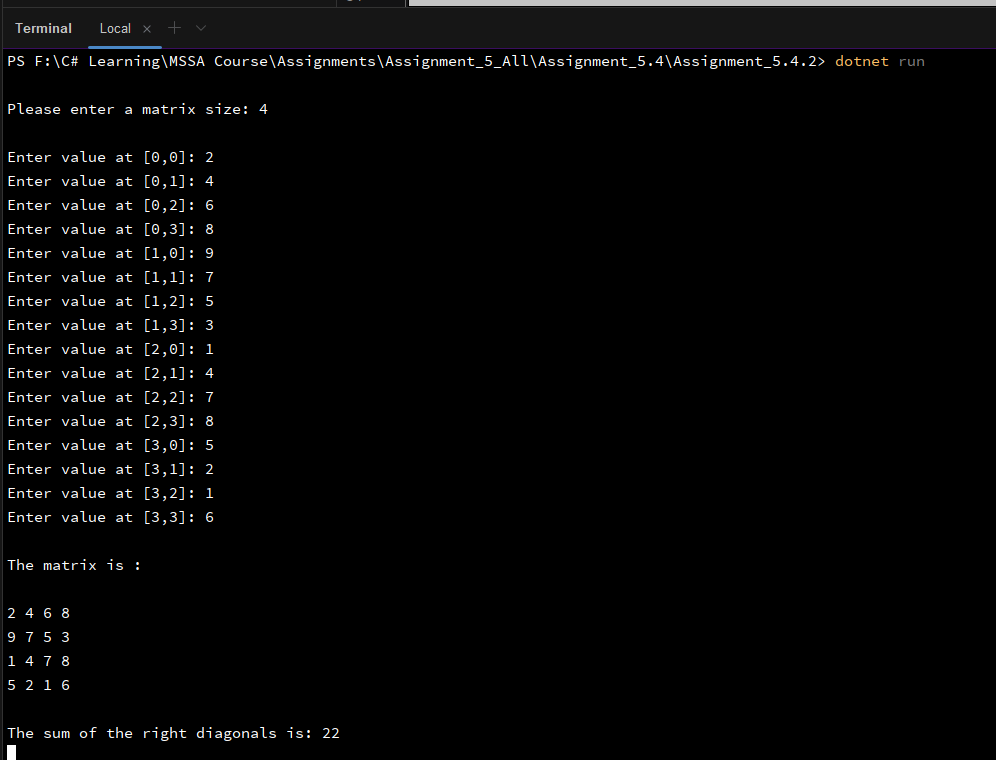 Terminal Local
PS F:\C# Learning\MSSA Course\Assignments\Assignment_5_All\Assignment_5.4\Assignment_5.4.2> dotnet run
Please enter a matrix size: 4
Enter value at [0,0]: 2
Enter value at [0,1]: 4
Enter value at [0,2]: 6
Enter value at [0,3]: 8
Enter value at [1,0]: 9
Enter value at [1,1]: 7
Enter value at [1,2]: 5
Enter value at [1,3]: 3
Enter value at [2,0]: 1
Enter value at [2,1]: 4
Enter value at [2,2]: 7
Enter value at [2,3]: 8
Enter value at [3,0]: 5
Enter value at [3,1]: 2
Enter value at [3,2]: 1
Enter value at [3,3]: 6
The matrix is :
2 4 6 8
9 7 5 3
1 4 7 8
5 2 1 6
The sum of the right diagonals is: 22